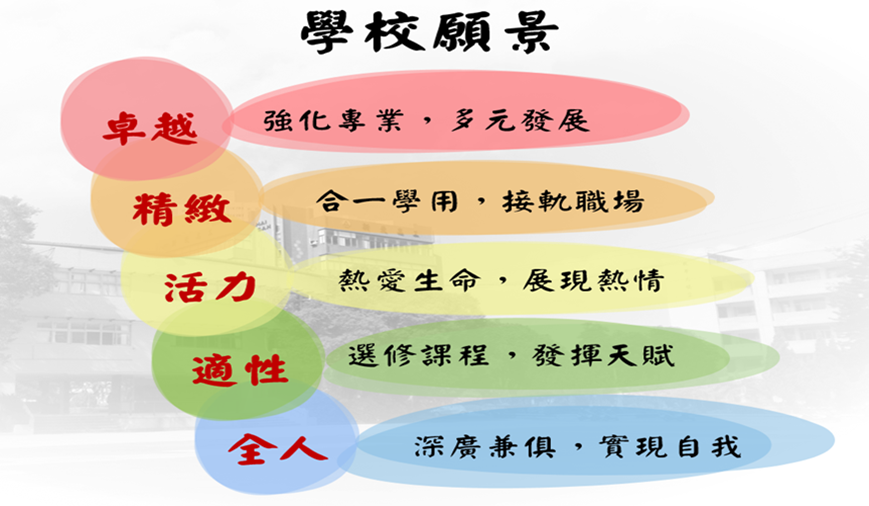 學校願景
卓越
強化專業，多元發展
精緻
合一學用，接軌職場
活力
熱愛生命，展現熱情
適性
選修課程，發揮天賦
全人
深廣兼俱，實現自我